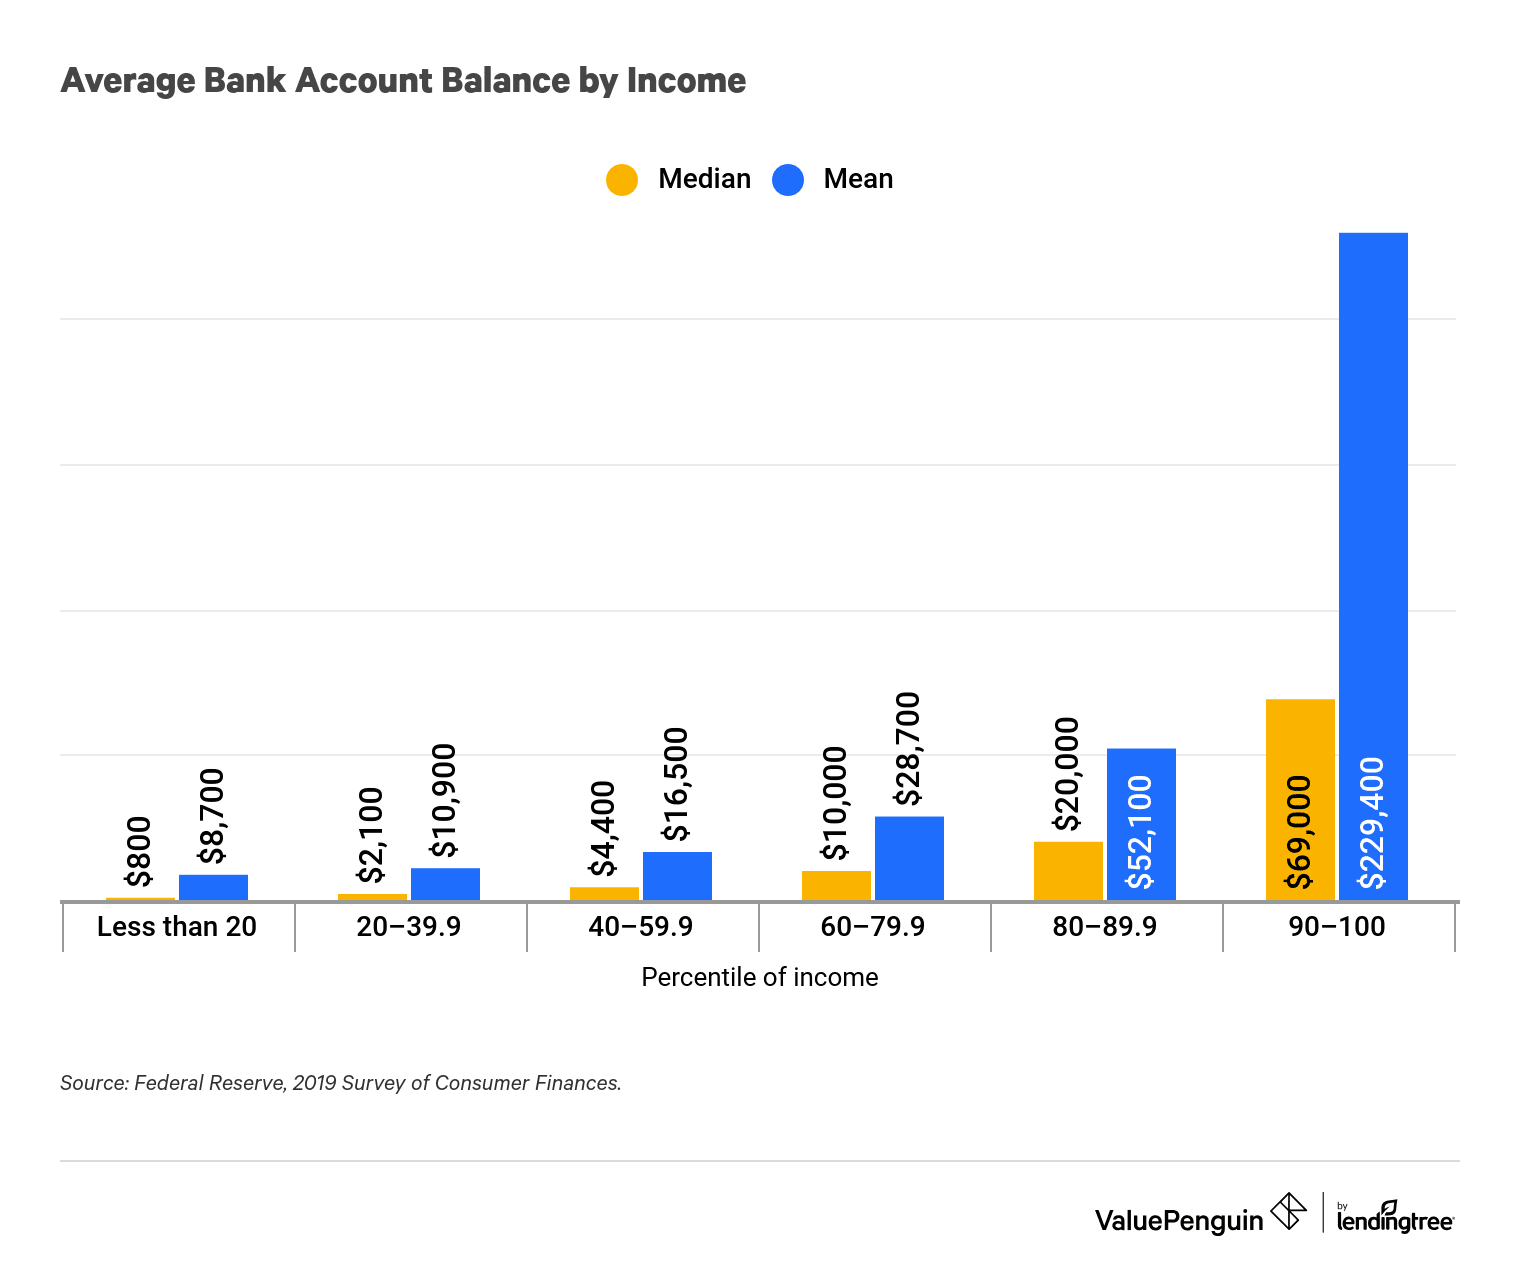 Average Bank Account Balance by Income
Median Mean
$800 $8,700 $2,100 $10,900 $4,400 $16,500 $10,000 $28,700 $20,000 $52,100 $69,000 $229,400
Less than 20 20–39.9 40–59.9 60–79.9 80–89.9 90–100
Percentile of income
Source: Federal Reserve, 2019 Survey of Consumer Finances.
ValuePenguin by lendingtree